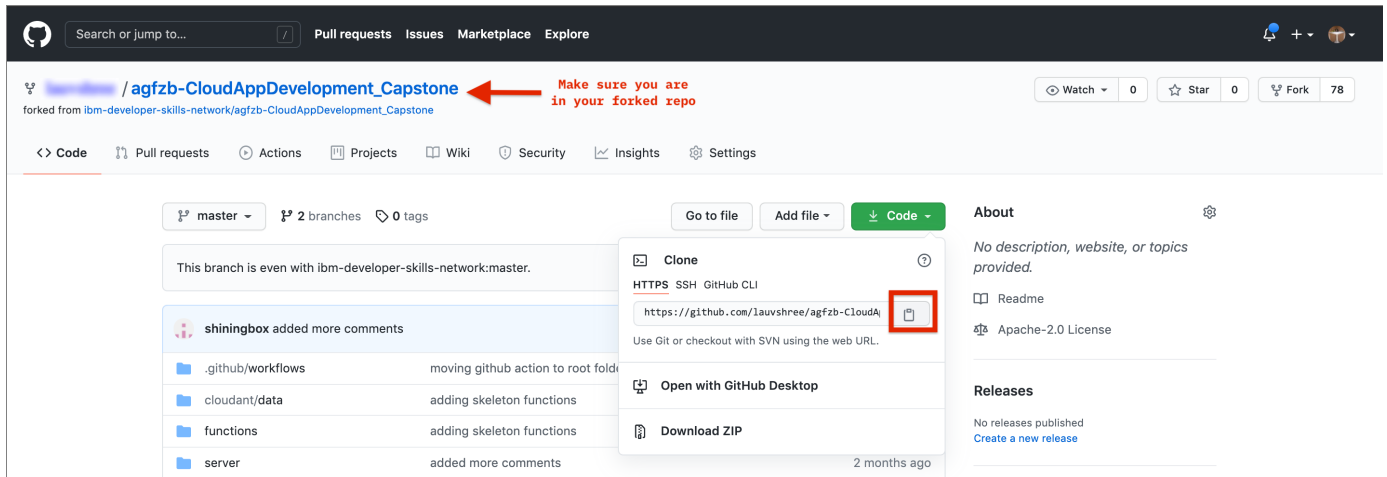 Search or jump to... /
Pull requests Issues Marketplace Explore
/ agfzb-CloudAppDevelopment_Capstone
Make sure you are
in your forked repo
Watch 0 Star 0 Fork 78
forked from ibm-developer-skills-network/agfzb-CloudAppDevelopment_Capstone
<> Code Pull requests Actions Projects Wiki Security Insights Settings
master 2 branches 0 tags
Go to file Add file Code
This branch is even with ibm-developer-skills-network:master.
shiningbox added more comments
.github/workflows moving github action to root folde
cloudant/data adding skeleton functions
functions adding skeleton functions
server added more comments 2 months ago
Clone
HTTPS SSH GitHub CLI
https://github.com/lauvshree/agfzb-CloudA
Use Git or checkout with SVN using the web URL.
Open with GitHub Desktop
Download ZIP
About
No description, website, or topics
provided.
Readme
Apache-2.0 License
Releases
No releases published
Create a new release